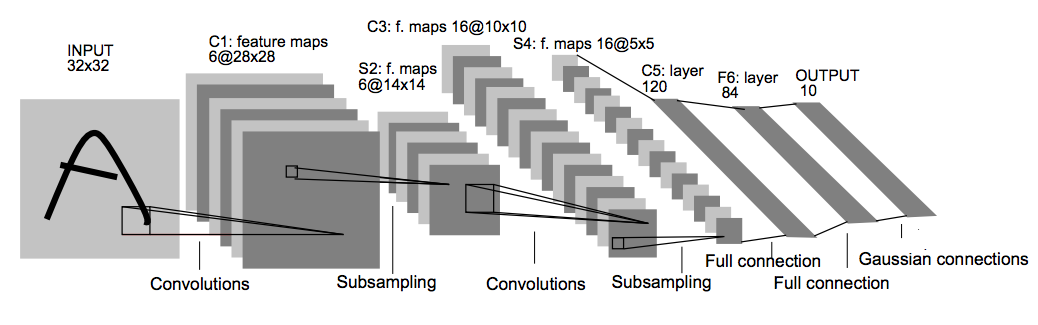 INPUT
32x32
C1: feature maps
6@28x28
S2: f. maps
6@14x14
C3: f. maps 16@10x10
S4: f. maps 16@5x5
C5: layer
120
F6: layer
84
OUTPUT
10
Convolutions
Subsampling
Convolutions
Subsampling
Full connection
Full connection
Gaussian connections